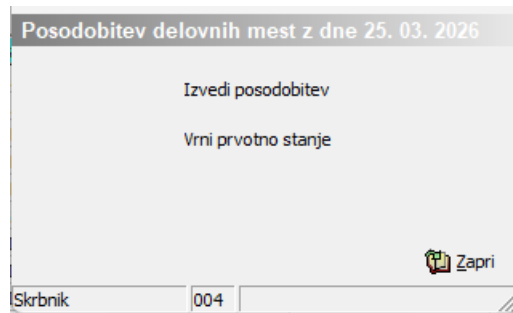 Posodobitev delovnih mest z dne 25. 03. 2026
Izvedi posodobitev
Vrni prvotno stanje
Zapri
Skrbnik 004